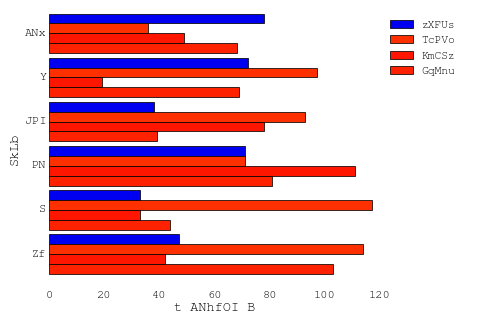 zXFUs
TcPVo
KmCSz
GqMnu
ANx
Y
JPI
PN
S
Zf
SkLb
0 20 40 60 80 100 120
t ANhfOI B